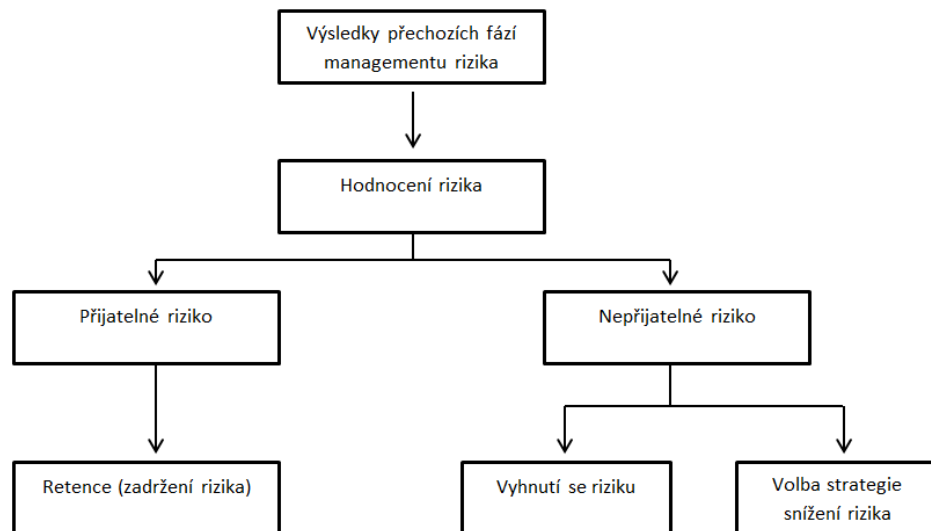 Výsledky přechozích fází
managementu rizika
Hodnocení rizika
Přijatelné riziko
Nepřijatelné riziko
Retence (zadržení rizika)
Vyhnutí se riziku
Volba strategie
snížení rizika